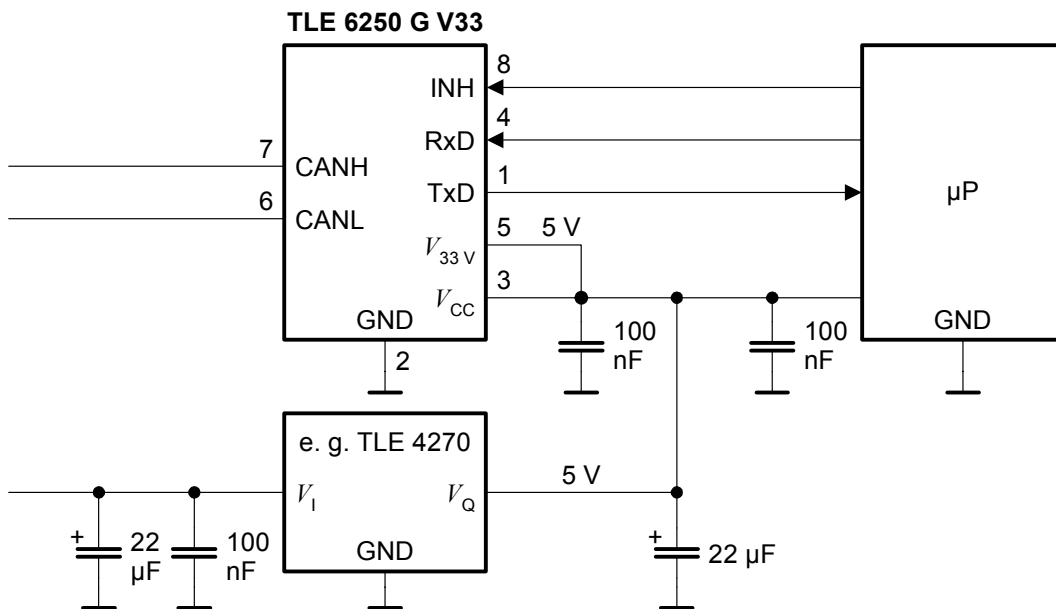 TLE 6250 G V33
INH
8
RxD
4
TxD
1
7
CANH
6
CANL
5
5 V
V33 V
3
VCC
GND
2
µP
GND
100
nF
100
nF
e. g. TLE 4270
VI
VQ
GND
5 V
+
22
µF
100
nF
+
22 µF